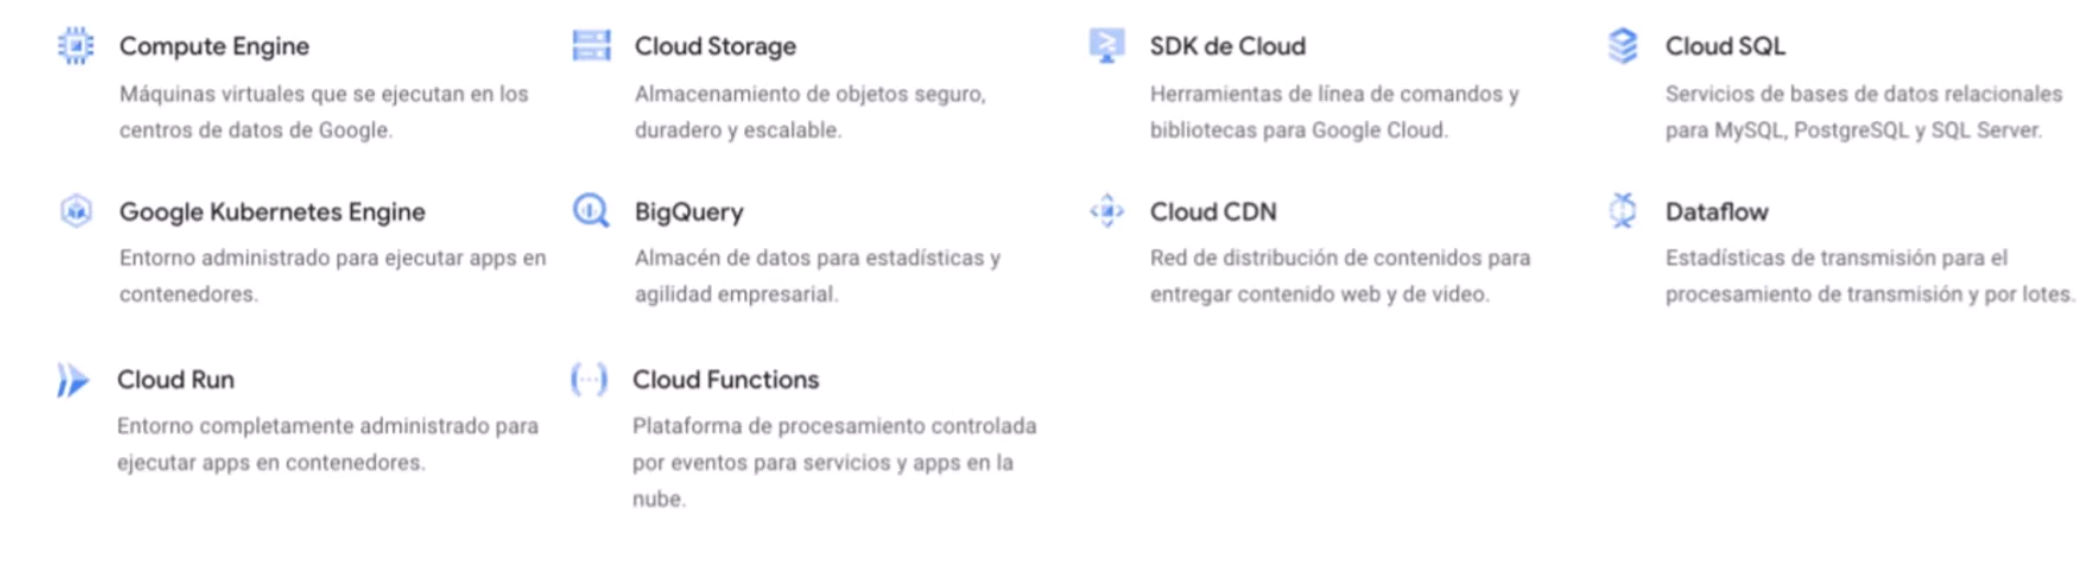 Compute Engine
Máquinas virtuales que se ejecutan en los
centros de datos de Google.
Cloud Storage
Almacenamiento de objetos seguro,
duradero y escalable.
SDK de Cloud
Herramientas de línea de comandos y
bibliotecas para Google Cloud.
Cloud SQL
Servicios de bases de datos relacionales
para MySQL, PostgreSQL y SQL Server.
Google Kubernetes Engine
Entorno administrado para ejecutar apps en
contenedores.
BigQuery
Almacén de datos para estadísticas y
agilidad empresarial.
Cloud CDN
Red de distribución de contenidos para
entregar contenido web y de video.
Dataflow
Estadísticas de transmisión para el
procesamiento de transmisión y por lotes.
Cloud Run
Entorno completamente administrado para
ejecutar apps en contenedores.
Cloud Functions
Plataforma de procesamiento controlada
por eventos para servicios y apps en la
nube.